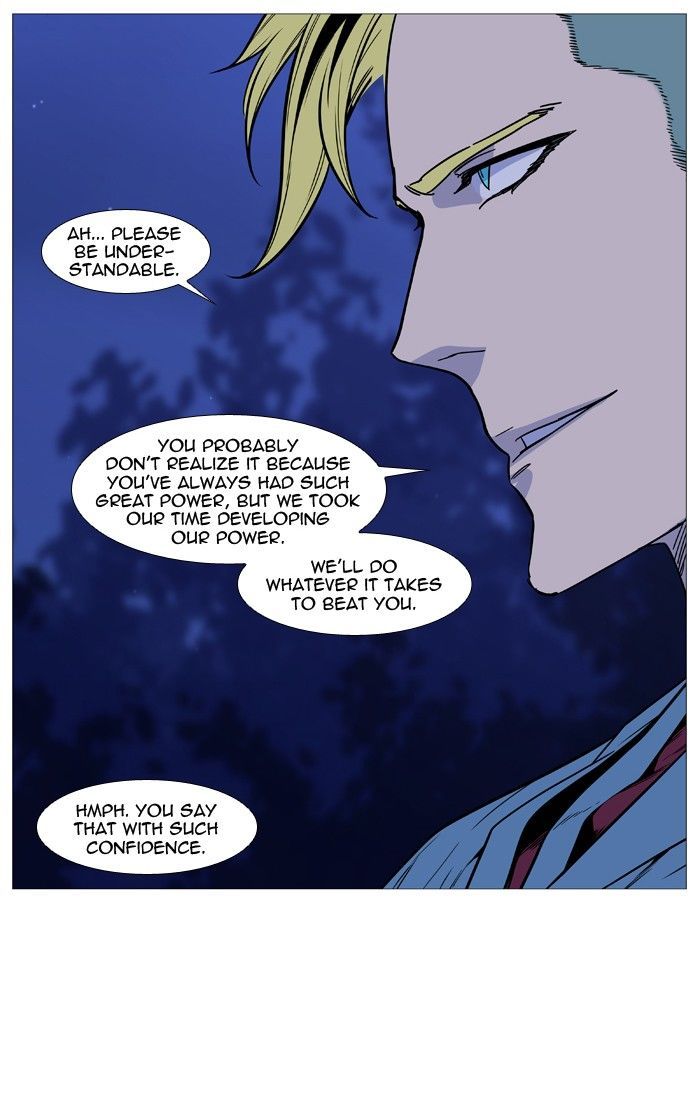 AH... PLEASE
BE UNDER-
STANDABLE.
YOU PROBABLY
DON'T REALIZE IT BECAUSE
YOU'VE ALWAYS HAD SUCH
GREAT POWER, BUT WE TOOK
OUR TIME DEVELOPING
OUR POWER.
WE'LL DO
WHATEVER IT TAKES
TO BEAT YOU.
HMPH. YOU SAY
THAT WITH SUCH
CONFIDENCE.